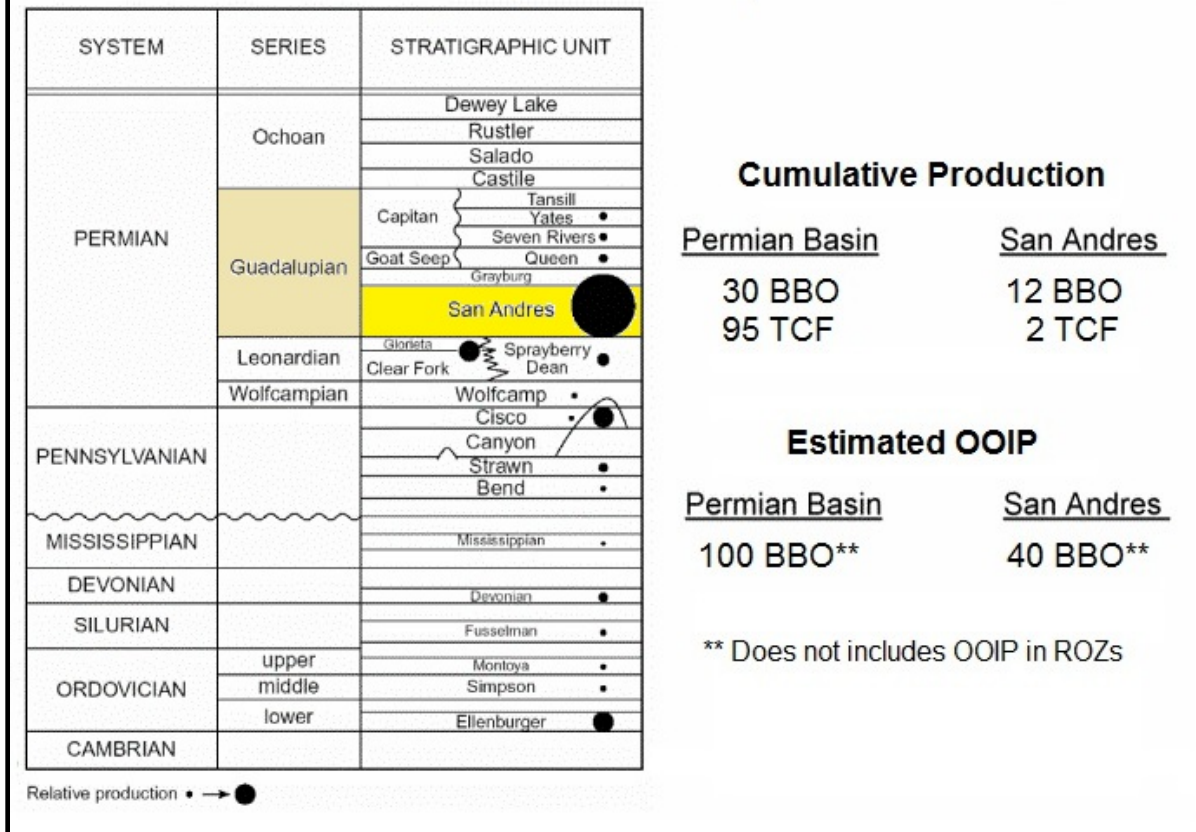 SYSTEM SERIES STRATIGRAPHIC UNIT
PERMIAN
Ochoan
Dewey Lake
Rustler
Salado
Castile
Guadalupian
Capitan
Tansill
Yates
Seven Rivers
Goat Seep
Queen
Grayburg
San Andres
Leonardian
Glorieta
Clear Fork
Sprayberry
Dean
Wolfcampian
Wolfcamp
PENNSYLVANIAN
Cisco
Canyon
Strawn
Bend
MISSISSIPPIAN
Mississippian
DEVONIAN
Devonian
SILURIAN
Fusselman
ORDOVICIAN
upper
Montoya
middle
Simpson
lower
Ellenburger
CAMBRIAN
Relative production
Cumulative Production
Permian Basin San Andres
30 BBO 12 BBO
95 TCF 2 TCF
Estimated OOIP
Permian Basin San Andres
100 BBO** 40 BBO**
** Does not includes OOIP in ROZs